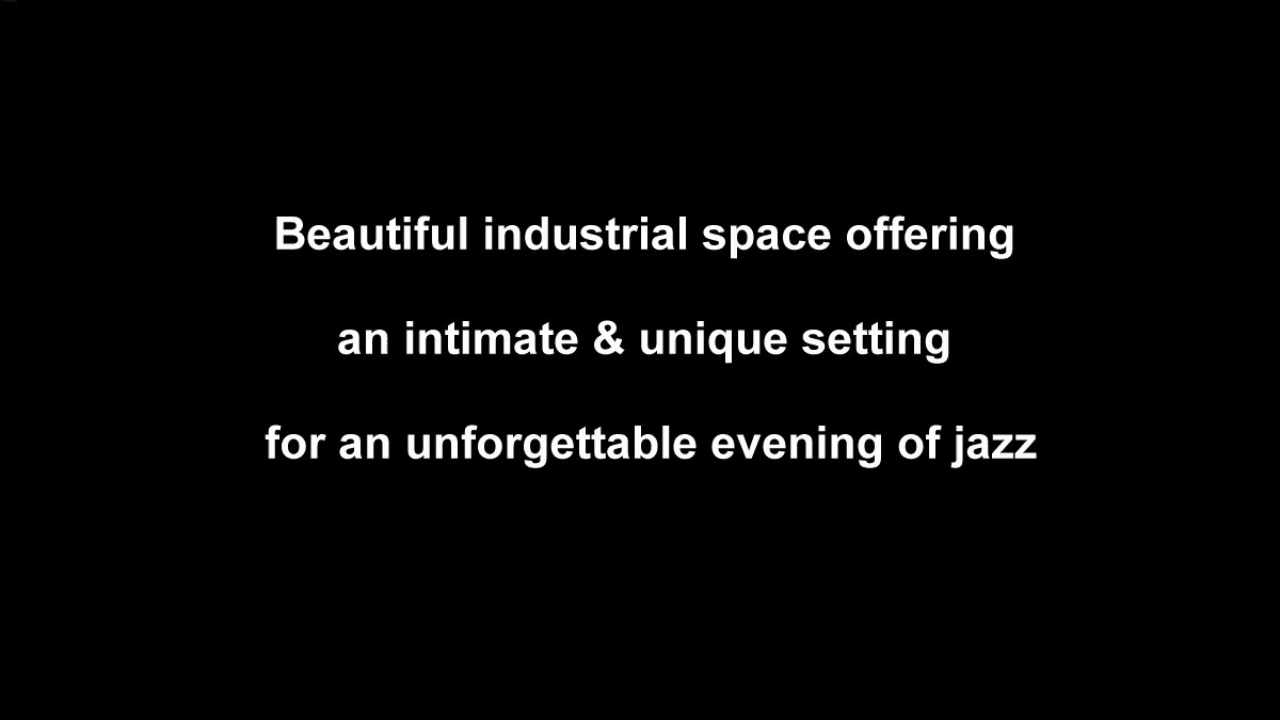 Beautiful industrial space offering
an intimate & unique setting
for an unforgettable evening of jazz